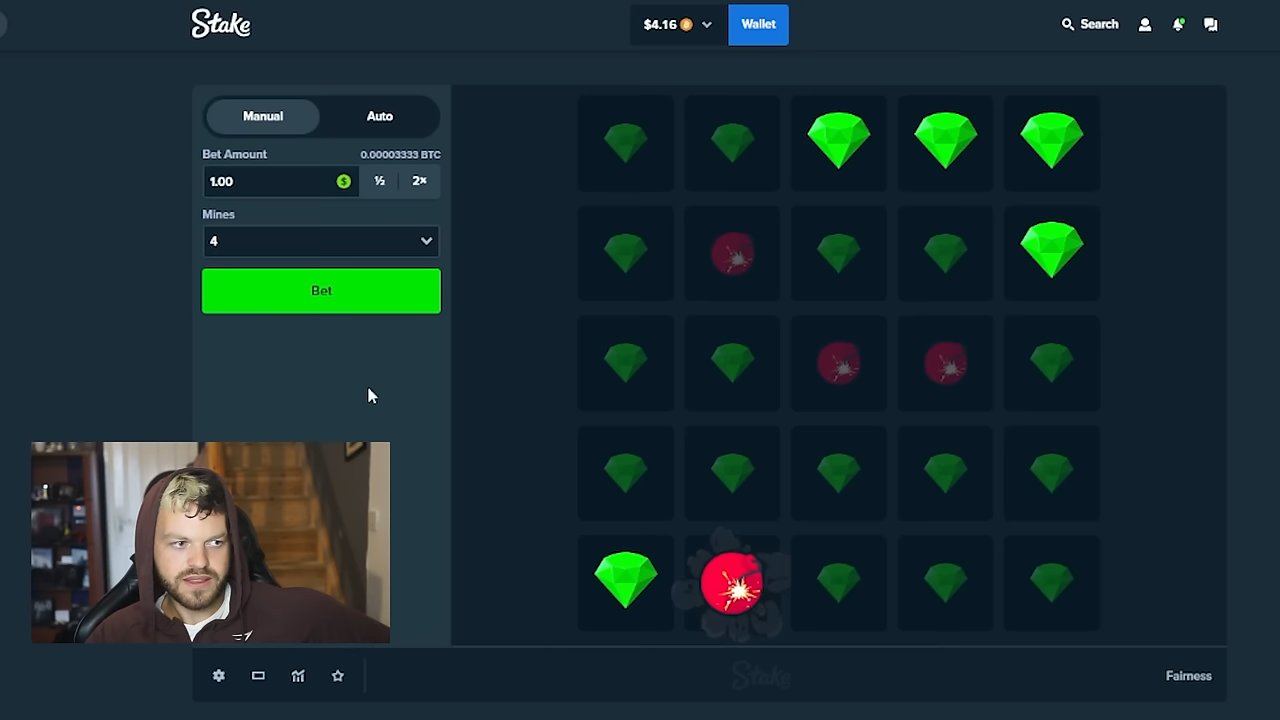 Stake
$4.16
Wallet
Search
Manual
Auto
Bet Amount
0.00003333 BTC
1.00
$
½
2×
Mines
4
Bet
Stake
Fairness